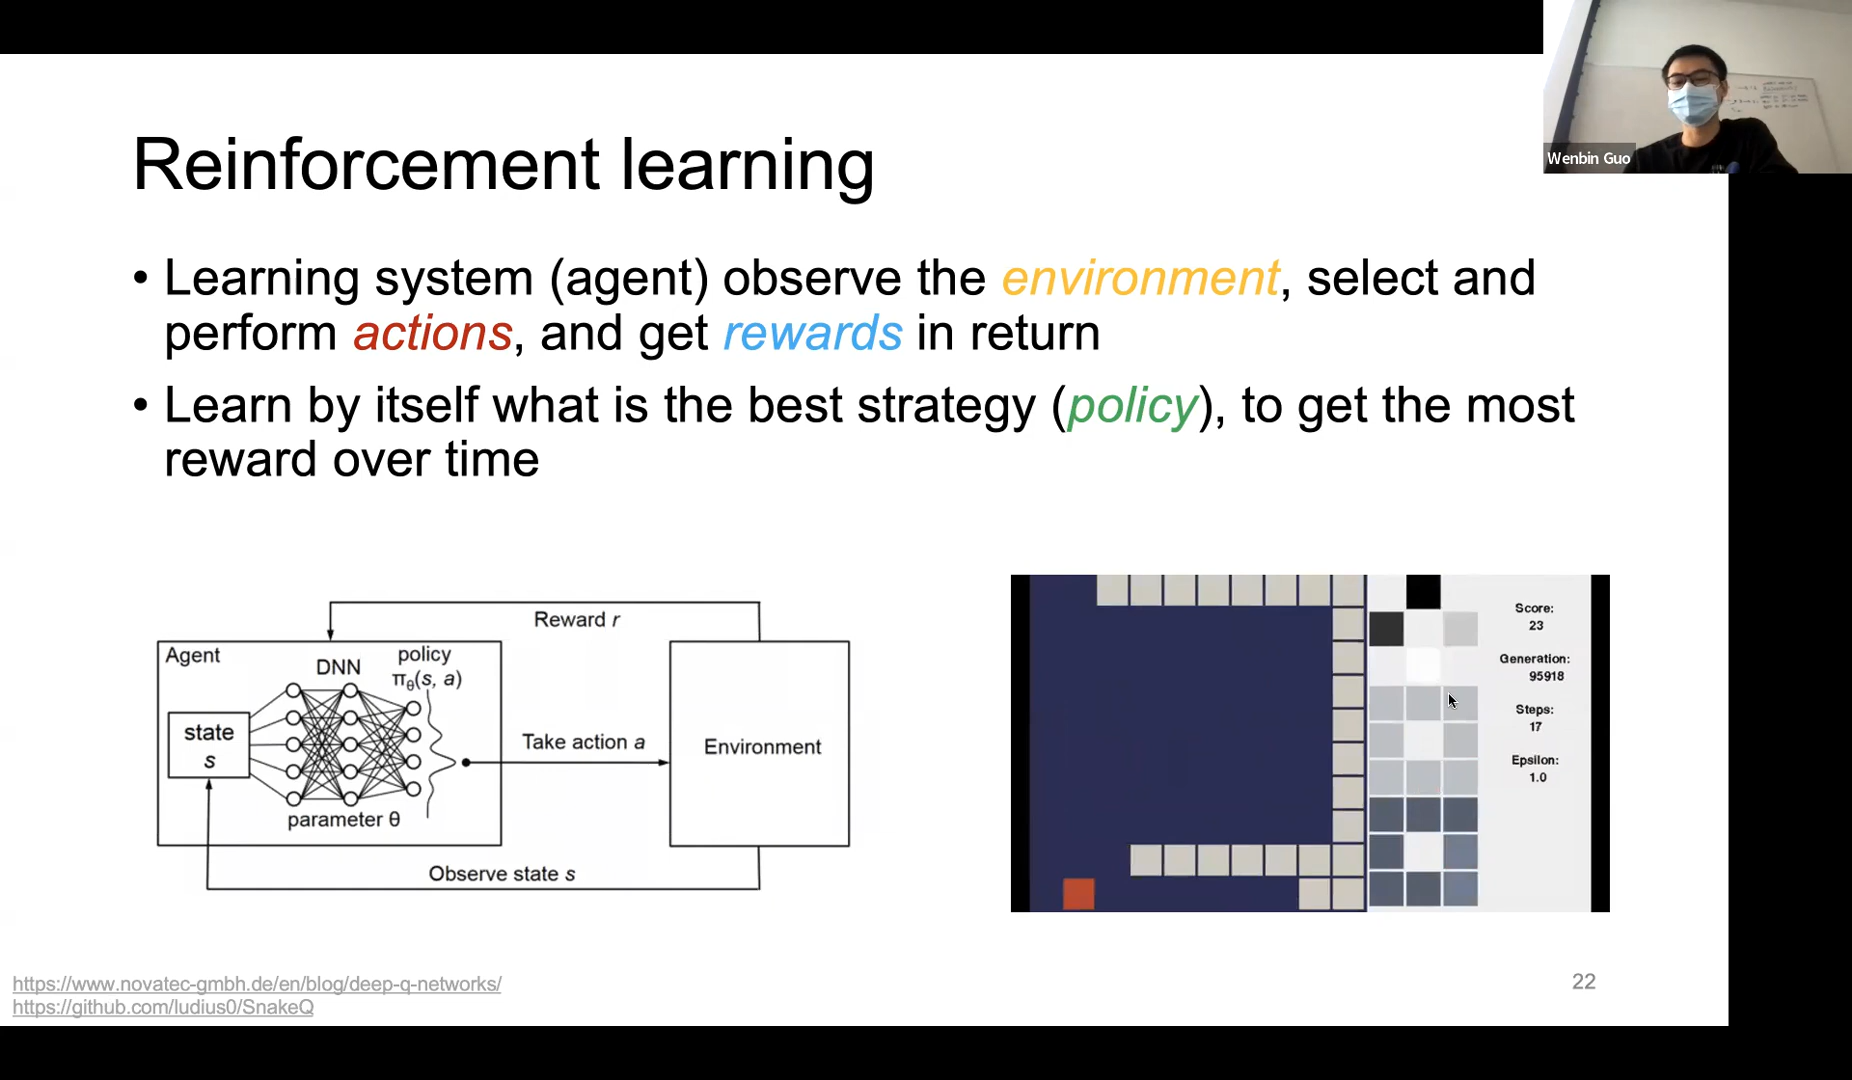 Wenbin Guo
Reinforcement learning
• Learning system (agent) observe the environment, select and
perform actions, and get rewards in return
• Learn by itself what is the best strategy (policy), to get the most
reward over time
Reward r
Agent
DNN
policy
πθ(s, a)
state
s
parameter θ
Take action a
Environment
Observe state s
Score:
23
Generation:
95918
Steps:
17
Epsilon:
1.0
https://www.novatec-gmbh.de/en/blog/deep-q-networks/
https://github.com/ludius0/SnakeQ
22